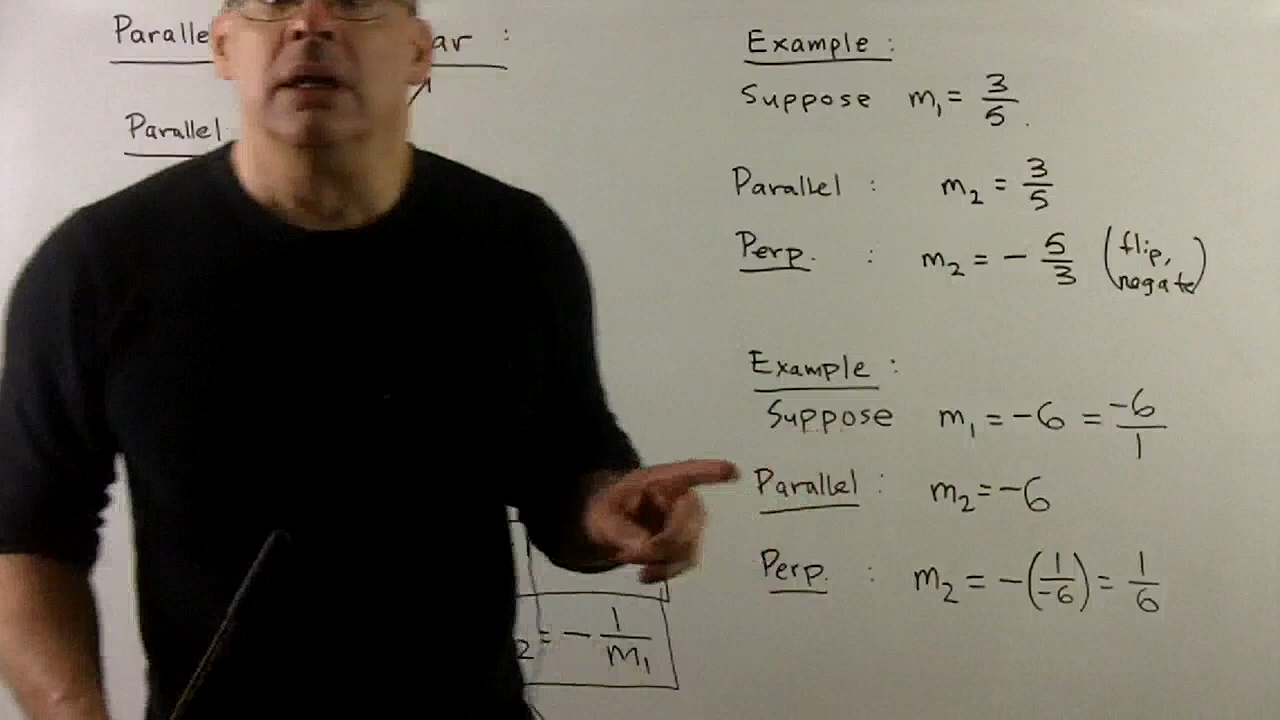 Paralle ar :
Parallel
2 = - 1/m₁
Example :
Suppose m₁ = 3/5
Parallel : m₂ = 3/5
Perp. : m₂ = - 5/3 (flip, negate)
Example :
Suppose m₁ = -6 = -6/1
Parallel : m₂ = -6
Perp. : m₂ = -(1/-6) = 1/6